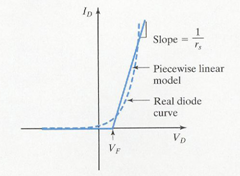 I_D
Slope = 1/r_s
Piecewise linear
model
Real diode
curve
V_F
V_D